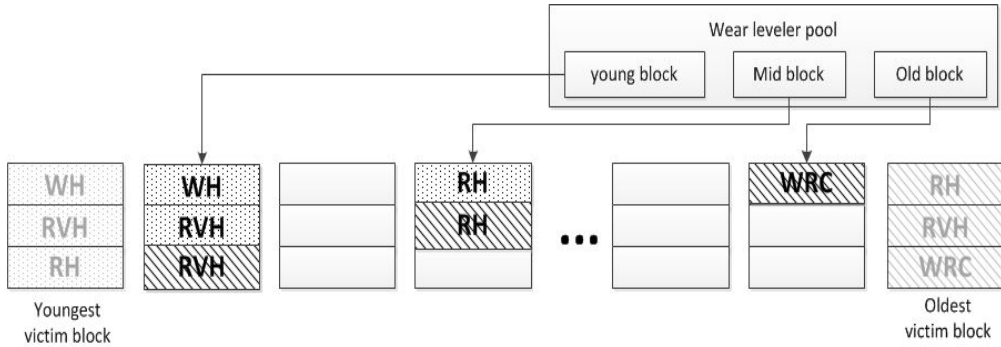 Wear leveler pool
young block
Mid block
Old block
WH
WH
RH
WRC
RH
RVH
RVH
RH
RVH
RH
RVH
WRC
Youngest
victim block
Oldest
victim block